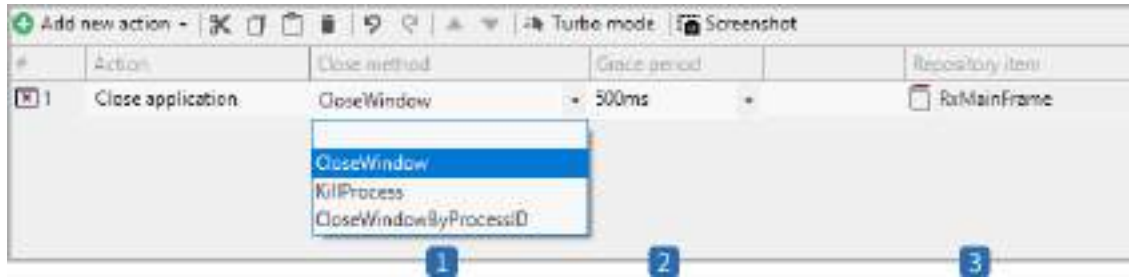 Add new action Turbo mode Screenshot
# Action Close method Grace period Repository item
1 Close application CloseWindow 500ms RxMainFrame
CloseWindow
KillProcess
CloseWindowByProcessID
1 2 3